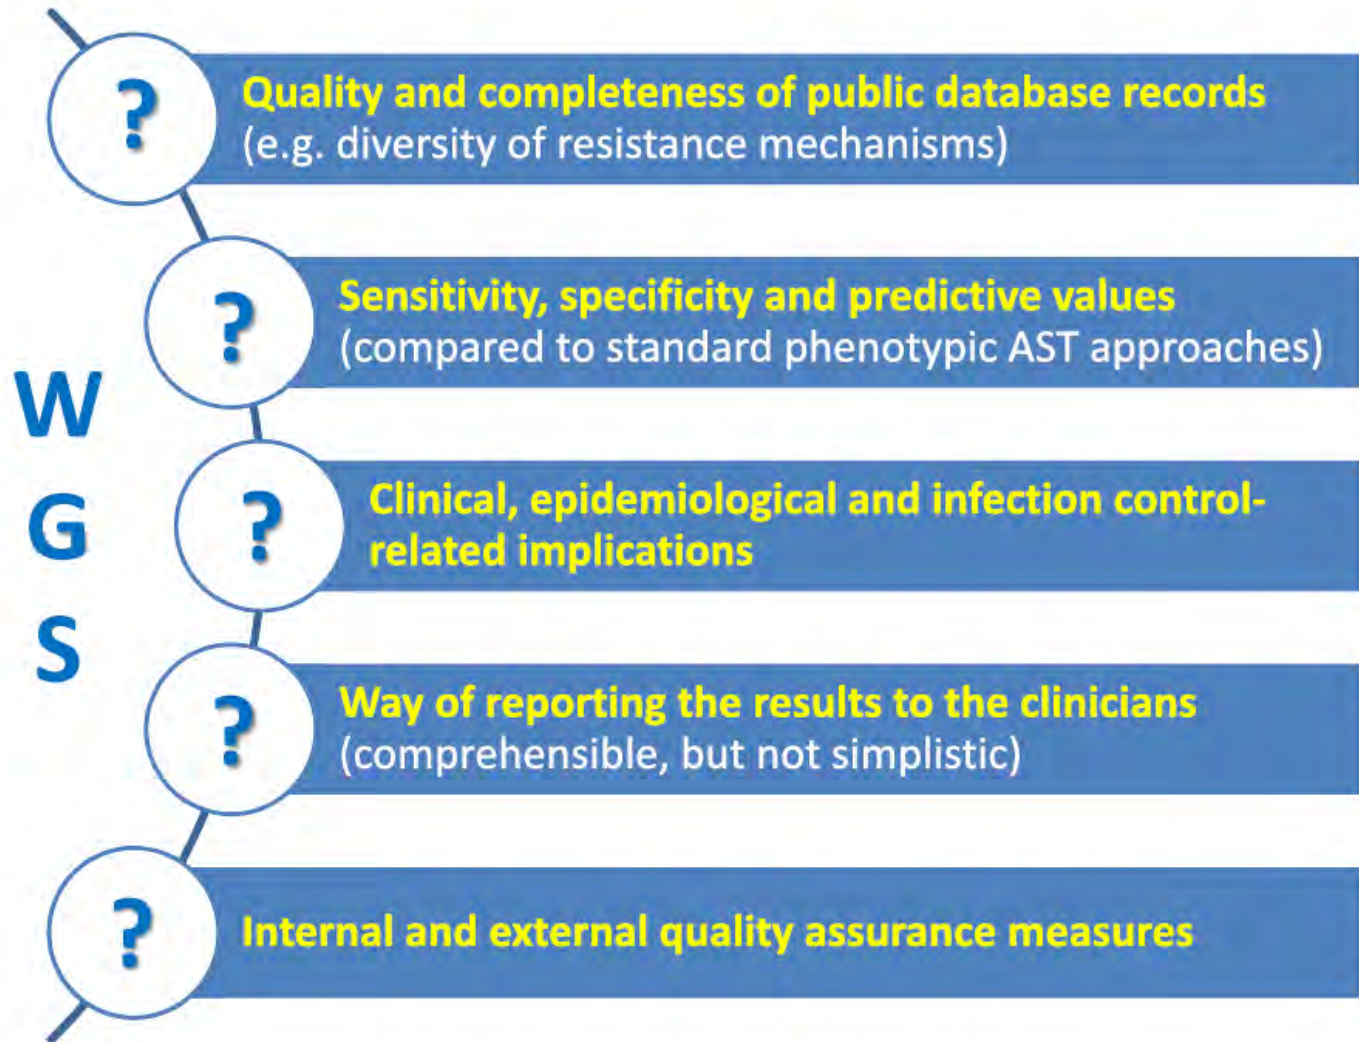 ?
Quality and completeness of public database records
(e.g. diversity of resistance mechanisms)
?
Sensitivity, specificity and predictive values
(compared to standard phenotypic AST approaches)
W
G
S
?
Clinical, epidemiological and infection control-
related implications
?
Way of reporting the results to the clinicians
(comprehensible, but not simplistic)
?
Internal and external quality assurance measures